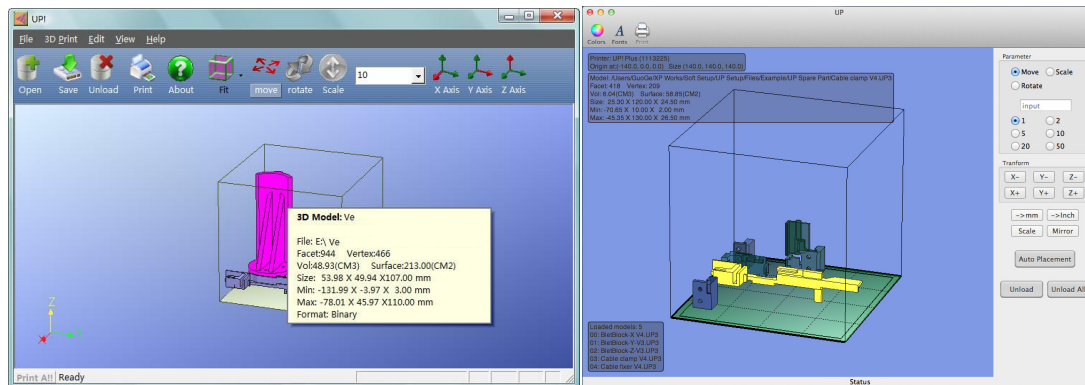 UP!
File 3D Print Edit View Help
Open Save Unload Print About Fit move rotate Scale 10 X Axis Y Axis Z Axis
3D Model: Ve
File: E:\ Ve
Facet:944 Vertex:466
Vol:48.93(CM3) Surface:213.00(CM2)
Size: 53.98 X 49.94 X107.00 mm
Min: -131.99 X -3.97 X 3.00 mm
Max: -78.01 X 45.97 X110.00 mm
Format: Binary
Z
Print A!! Ready
UP
Colors Fonts Print
Printer: UP! Plus (1113225)
Origin at:(-140.0, 0.0, 0.0) Size (140.0, 140.0, 140.0)
Model :/Users/GuoGe/XP Works/Soft Setup/UP Setup/Files/Example/UP Spare Part/Cable clamp V4.UP3
Facet: 418 Vertex: 209
Vol: 6.04(CM3) Surface: 58.65(CM2)
Size: 25.30 X 120.00 X 24.50 mm
Min: -70.65 X 10.00 X 2.00 mm
Max: -45.35 X 130.00 X 26.50 mm
Loaded models: 5
00: BletBlock-X V4.UP3
01: BletBlock-Y-V3.UP3
02: BletBlock-Z-V3.UP3
03: Cable clamp V4.UP3
04: Cable fixer V4.UP3
Status
Parameter
Move Scale
Rotate
input
1 2
5 10
20 50
Tranform
X- Y- Z-
X+ Y+ Z+
->mm ->Inch
Scale Mirror
Auto Placement
Unload Unload All